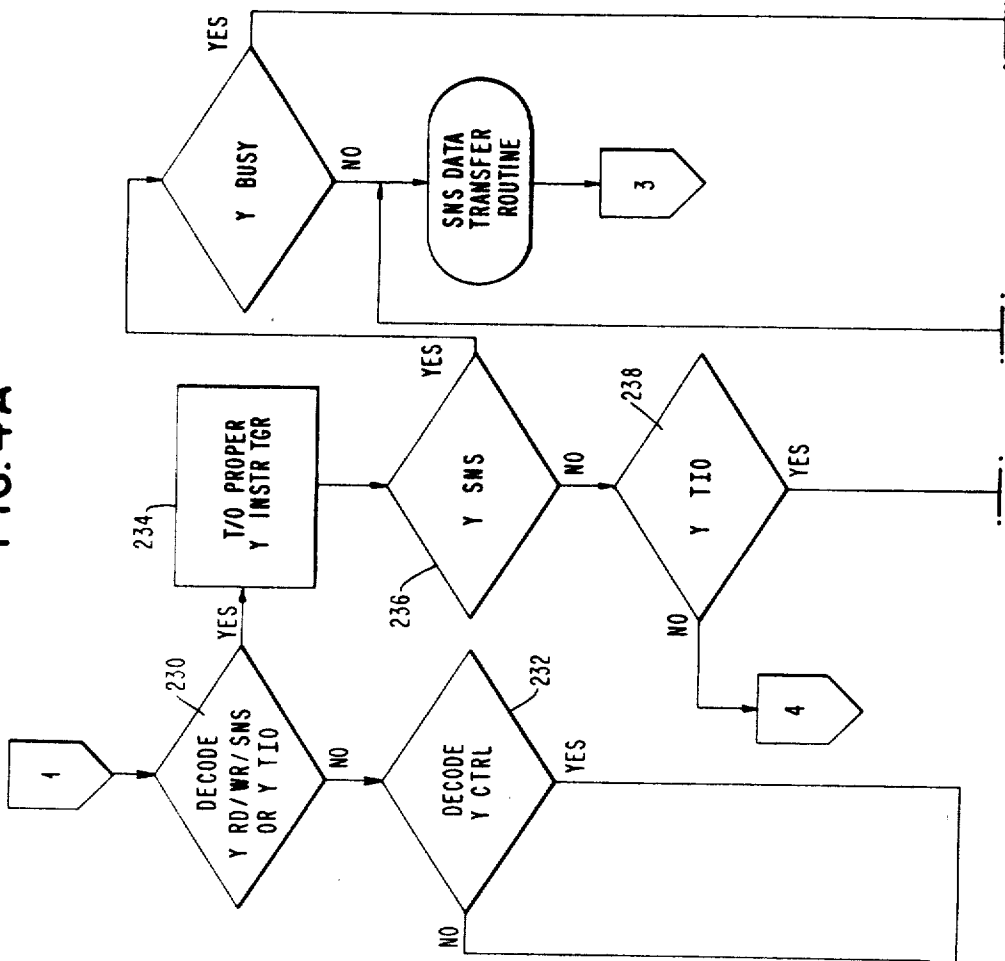 FIG. 4A
1
230
DECODE
Y RD/WR/SNS
OR Y TIO
YES
NO
234
T/O PROPER
Y INSTR TGR
232
DECODE
Y CTRL
NO
YES
236
Y SNS
YES
NO
238
Y TIO
NO
YES
4
Y BUSY
YES
NO
SNS DATA
TRANSFER
ROUTINE
3